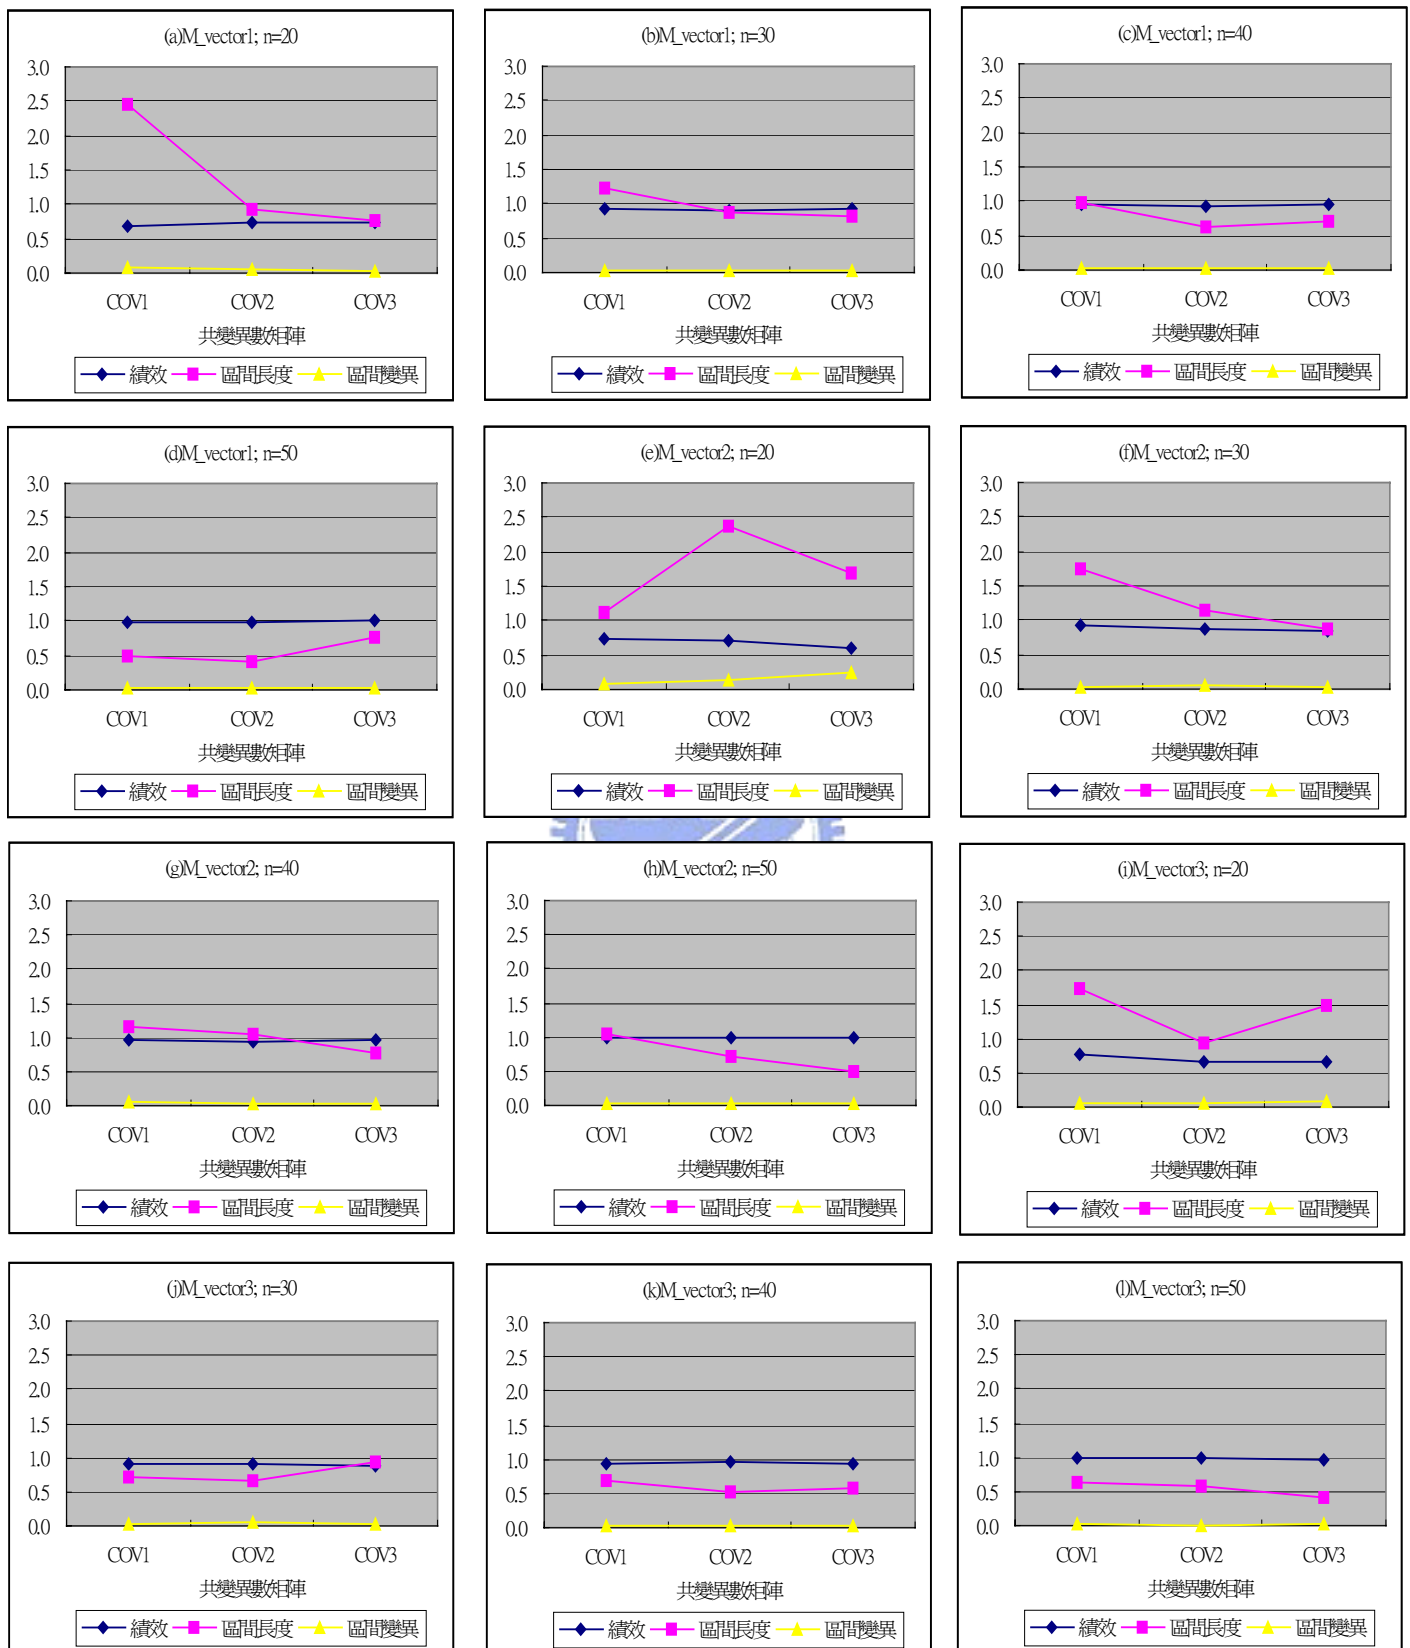 (a)M_vector1; n=20
3.0
2.5
2.0
1.5
1.0
0.5
0.0
COV1 COV2 COV3
共變異數矩陣
績效 區間長度 區間變異
(b)M_vector1; n=30
3.0
2.5
2.0
1.5
1.0
0.5
0.0
COV1 COV2 COV3
共變異數矩陣
績效 區間長度 區間變異
(c)M_vector1; n=40
3.0
2.5
2.0
1.5
1.0
0.5
0.0
COV1 COV2 COV3
共變異數矩陣
績效 區間長度 區間變異
(d)M_vector1; n=50
3.0
2.5
2.0
1.5
1.0
0.5
0.0
COV1 COV2 COV3
共變異數矩陣
績效 區間長度 區間變異
(e)M_vector2; n=20
3.0
2.5
2.0
1.5
1.0
0.5
0.0
COV1 COV2 COV3
共變異數矩陣
績效 區間長度 區間變異
(f)M_vector2; n=30
3.0
2.5
2.0
1.5
1.0
0.5
0.0
COV1 COV2 COV3
共變異數矩陣
績效 區間長度 區間變異
(g)M_vector2; n=40
3.0
2.5
2.0
1.5
1.0
0.5
0.0
COV1 COV2 COV3
共變異數矩陣
績效 區間長度 區間變異
(h)M_vector2; n=50
3.0
2.5
2.0
1.5
1.0
0.5
0.0
COV1 COV2 COV3
共變異數矩陣
績效 區間長度 區間變異
(i)M_vector3; n=20
3.0
2.5
2.0
1.5
1.0
0.5
0.0
COV1 COV2 COV3
共變異數矩陣
績效 區間長度 區間變異
(j)M_vector3; n=30
3.0
2.5
2.0
1.5
1.0
0.5
0.0
COV1 COV2 COV3
共變異數矩陣
績效 區間長度 區間變異
(k)M_vector3; n=40
3.0
2.5
2.0
1.5
1.0
0.5
0.0
COV1 COV2 COV3
共變異數矩陣
績效 區間長度 區間變異
(l)M_vector3; n=50
3.0
2.5
2.0
1.5
1.0
0.5
0.0
COV1 COV2 COV3
共變異數矩陣
績效 區間長度 區間變異